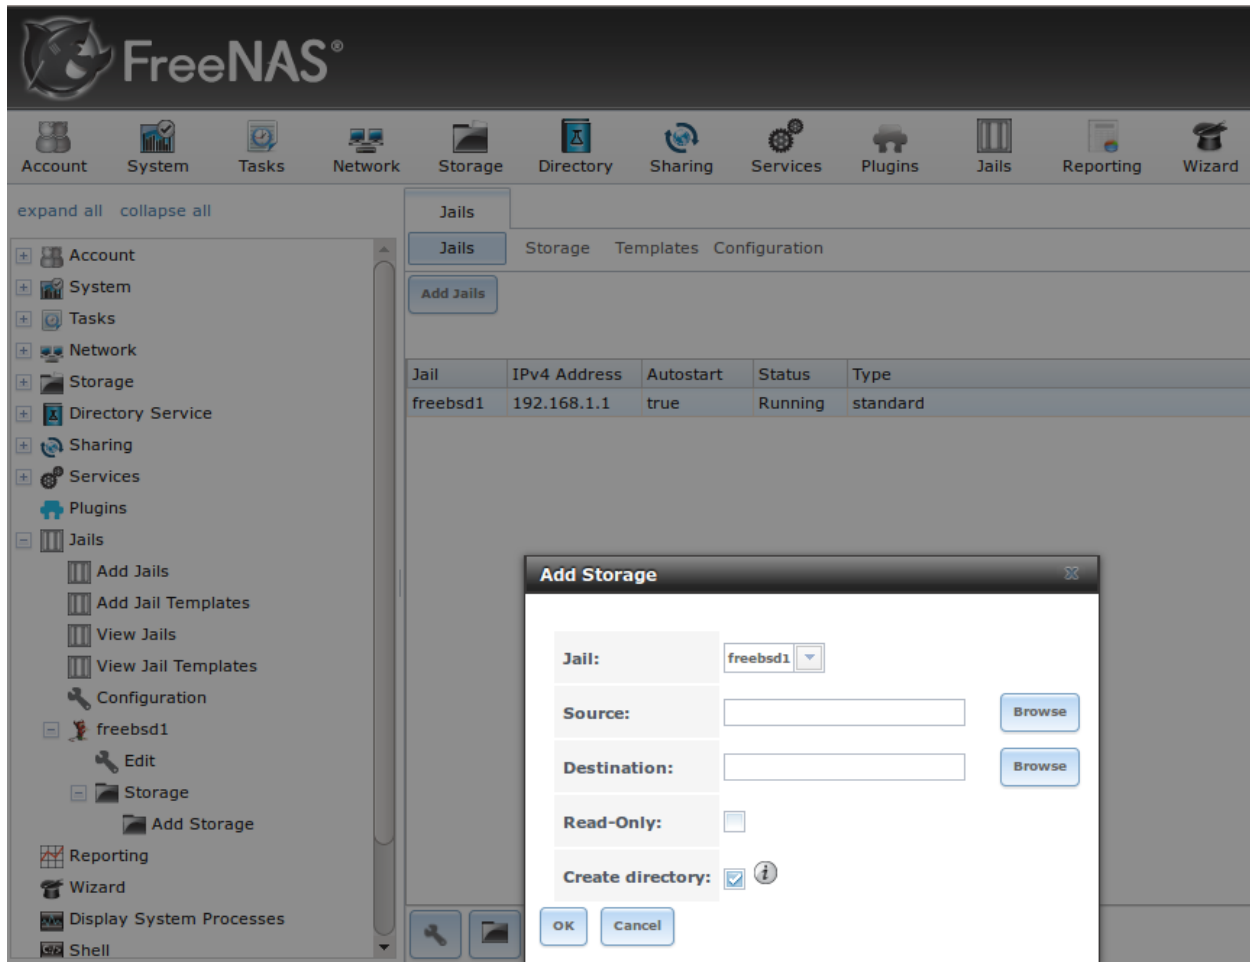 FreeNAS®
Account System Tasks Network Storage Directory Sharing Services Plugins Jails Reporting Wizard
expand all collapse all
Jails
Jails Storage Templates Configuration
Add Jails
Jail IPv4 Address Autostart Status Type
freebsd1 192.168.1.1 true Running standard
Account
System
Tasks
Network
Storage
Directory Service
Sharing
Services
Plugins
Jails
Add Jails
Add Jail Templates
View Jails
View Jail Templates
Configuration
freebsd1
Edit
Storage
Add Storage
Reporting
Wizard
Display System Processes
Shell
Add Storage
Jail: freebsd1
Source: Browse
Destination: Browse
Read-Only:
Create directory: i
OK Cancel